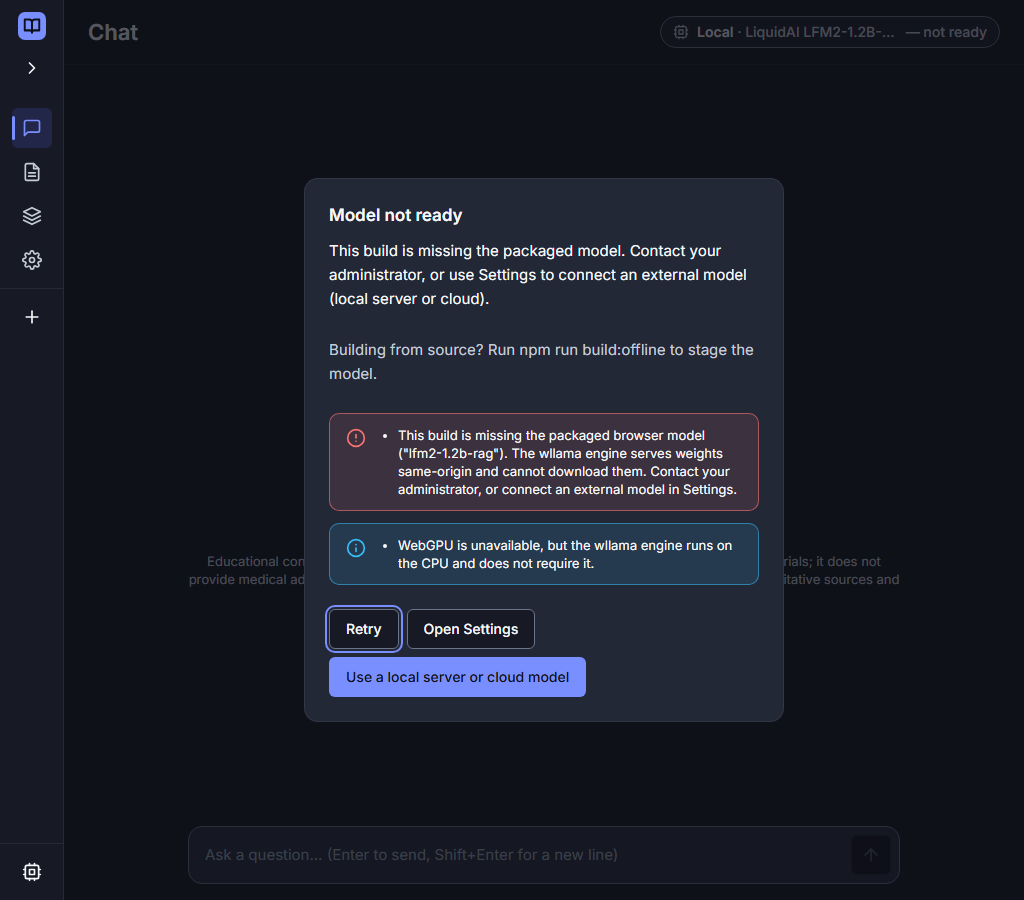 Chat
Local · LiquidAI LFM2-1.2B-... — not ready
Model not ready
This build is missing the packaged model. Contact your
administrator, or use Settings to connect an external model
(local server or cloud).
Building from source? Run npm run build:offline to stage the
model.
• This build is missing the packaged browser model
("lfm2-1.2b-rag"). The wllama engine serves weights
same-origin and cannot download them. Contact your
administrator, or connect an external model in Settings.
• WebGPU is unavailable, but the wllama engine runs on
the CPU and does not require it.
Educational con rials; it does not
provide medical ad itative sources and
Retry Open Settings
Use a local server or cloud model
Ask a question... (Enter to send, Shift+Enter for a new line)